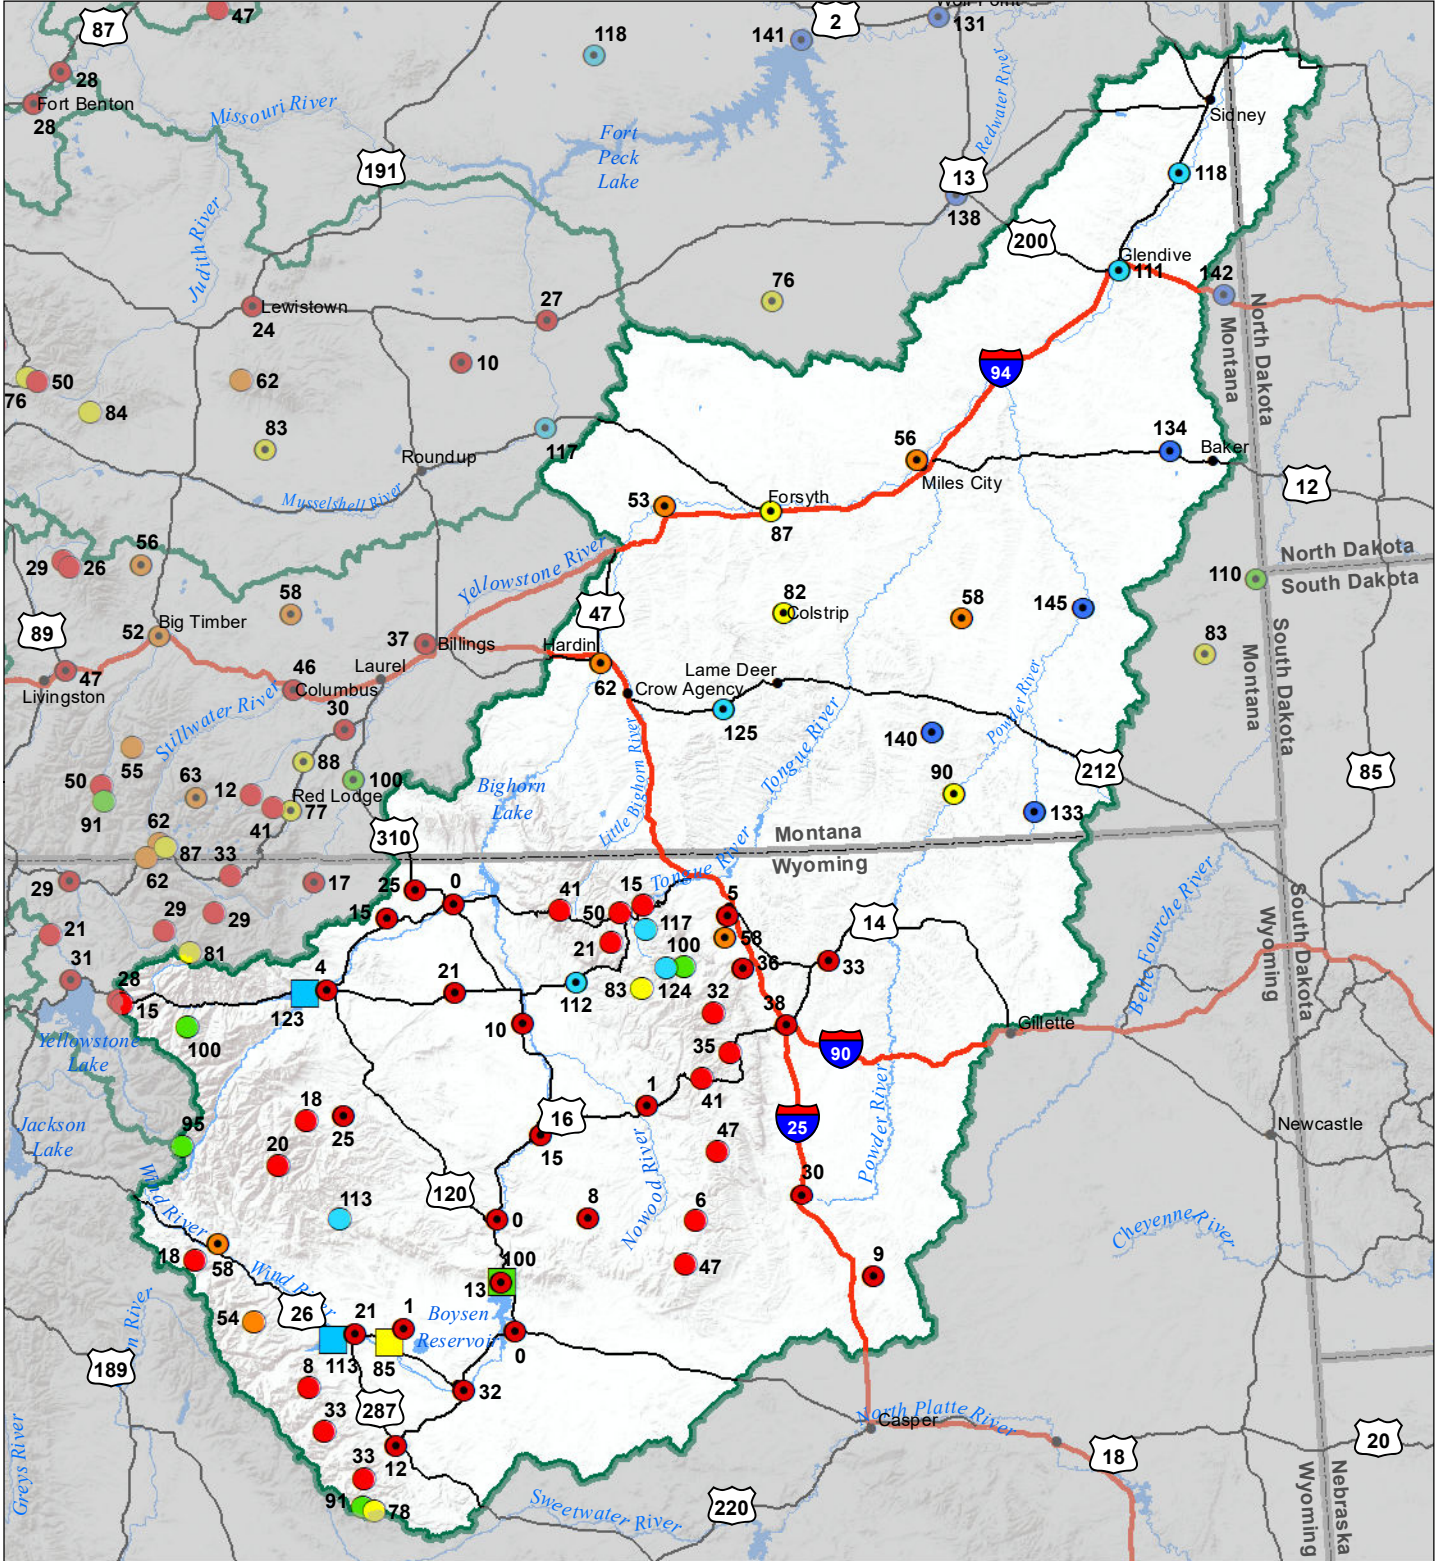 47
87
2
Wolf Point
131
118
141
28
Fort Benton
28
Missouri River
Fort
Peck
Lake
Redwater River
Sidney
191
13
118
138
200
Judith River
Glendive
111
142
76
27
Lewistown
24
North Dakota
Montana
10
94
50
76
62
84
83
117
56
134
Baker
Roundup
Musselshell River
Miles City
12
53
Forsyth
87
56
29
26
Yellowstone River
North Dakota
South Dakota
110
58
82
Colstrip
58
145
47
89
52
Big Timber
37
Billings
Hardin
62
83
South Dakota
Montana
47
Livingston
46
Columbus
Laurel
Lame Deer
Crow Agency
125
Stillwater River
30
Little Bighorn River
Tongue River
Powder River
140
55
88
100
Bighorn
Lake
90
212
85
50
63
12
Red Lodge
91
41
77
133
310
62
87
62
33
Montana
Wyoming
Tongue River
29
17
25
0
15
41
50
15
5
14
Belle Fourche River
South Dakota
Wyoming
29
29
21
117
21
58
81
100
36
33
31
28
15
4
123
21
112
83
124
32
38
10
Gillette
Yellowstone
Lake
100
35
90
41
1
16
25
18
25
Jackson
Lake
95
20
15
47
Newcastle
Nowood River
Powder River
30
120
113
0
8
6
Wind River
Cheyenne River
18
58
47
9
100
13
Wind River
54
26
21
1
Boysen
Reservoir
113
85
0
189
8
32
287
33
12
North Platte River
Casper
18
20
33
91
78
Greys River
Sweetwater River
220
Nebraska
Wyoming